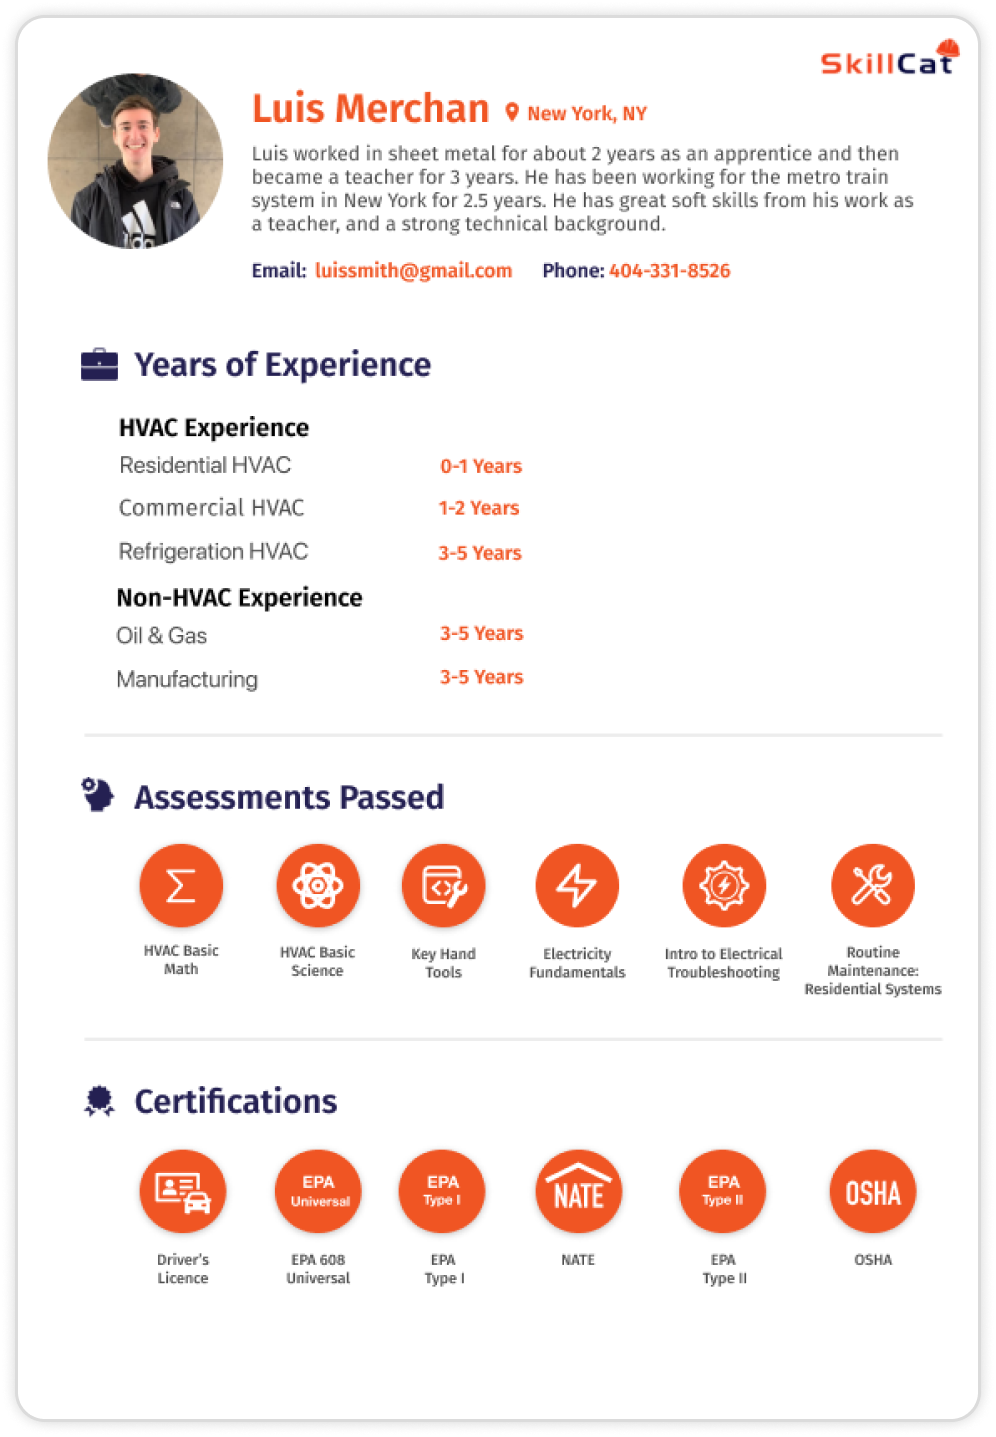 SkillCat
Luis Merchan
New York, NY
Luis worked in sheet metal for about 2 years as an apprentice and then
became a teacher for 3 years. He has been working for the metro train
system in New York for 2.5 years. He has great soft skills from his work as
a teacher, and a strong technical background.
Email: luissmith@gmail.com Phone: 404-331-8526
Years of Experience
HVAC Experience
Residential HVAC 0-1 Years
Commercial HVAC 1-2 Years
Refrigeration HVAC 3-5 Years
Non-HVAC Experience
Oil & Gas 3-5 Years
Manufacturing 3-5 Years
Assessments Passed
HVAC Basic
Math
HVAC Basic
Science
Key Hand
Tools
Electricity
Fundamentals
Intro to Electrical
Troubleshooting
Routine
Maintenance:
Residential Systems
Certifications
Driver's
Licence
EPA
Universal
EPA 608
Universal
EPA
Type I
EPA
Type I
NATE
NATE
EPA
Type II
EPA
Type II
OSHA
OSHA